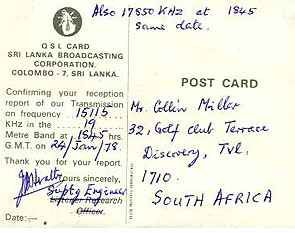 Also 17850 KHz at 1845
same date.
QSL CARD
SRI LANKA BROADCASTING
CORPORATION.
COLOMBO - 7, SRI LANKA.
Confirming your reception
report of our Transmission
on frequency 15115
KHz in the 19
Metre Band at 1845 hrs.
G.M.T. on 24/Jan/78.
Thank you for your report.
Yours sincerely,
Suptg Engineer
Listener Research
Officer.
Date:—
POST CARD
Mr. Collin Miller
32, Golf Club Terrace
Discovery, Tvl.
1710.
SOUTH AFRICA